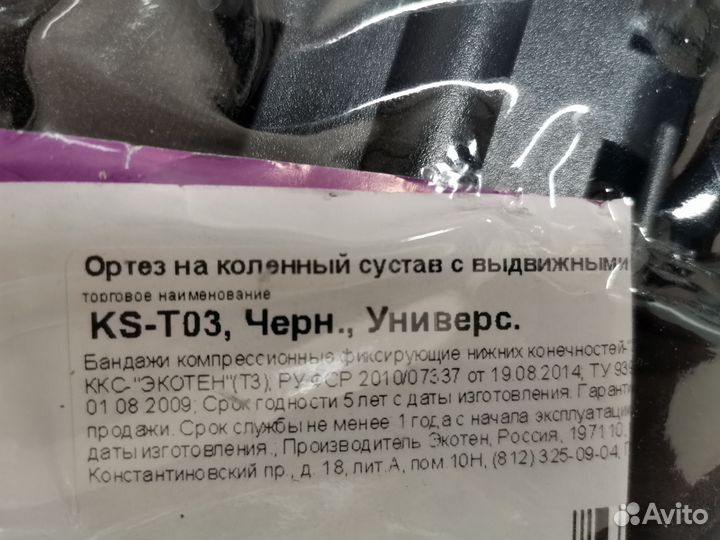 Ортез на коленный сустав с выдвижными
торговое наименование
KS-T03, Черн., Универс.
Бандажи компрессионные фиксирующие нижних конечностей-
ККС-"ЭКОТЕН"(Т3), РУ ФСР 2010/07337 от 19.08.2014; ТУ
01.08.2009; Срок годности 5 лет с даты изготовления.
продажи. Срок службы не менее 1 года с начала
даты изготовления.; Производитель Экотен, Россия, 197110,
Константиновский пр., д. 18, лит.А, пом 10Н, (812) 325-09-04;
Avito